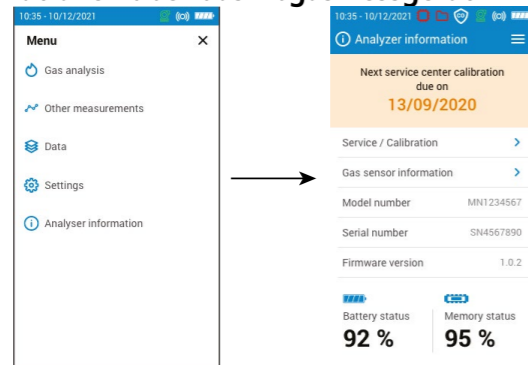 10:35 - 10/12/2021
Menu
Gas analysis
Other measurements
Data
Settings
Analyser information
10:35 - 10/12/2021
Analyzer information
Next service center calibration
due
on
13/09/2020
Service / Calibration
Gas sensor information
Model number MN1234567
Serial number SN4567890
Firmware version 1.0.2
Battery status Memory status
92 % 95 %